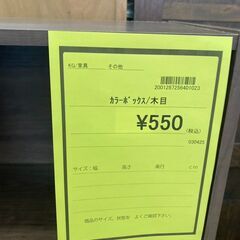 KG/家具 その他
2001287256401023
ｶﾗｰﾎﾞｯｸｽ/木目
¥550(税込)
030425
サイズ：幅 高さ 奥行 cm
商品のサイズ、状態を よくご確認下さい。